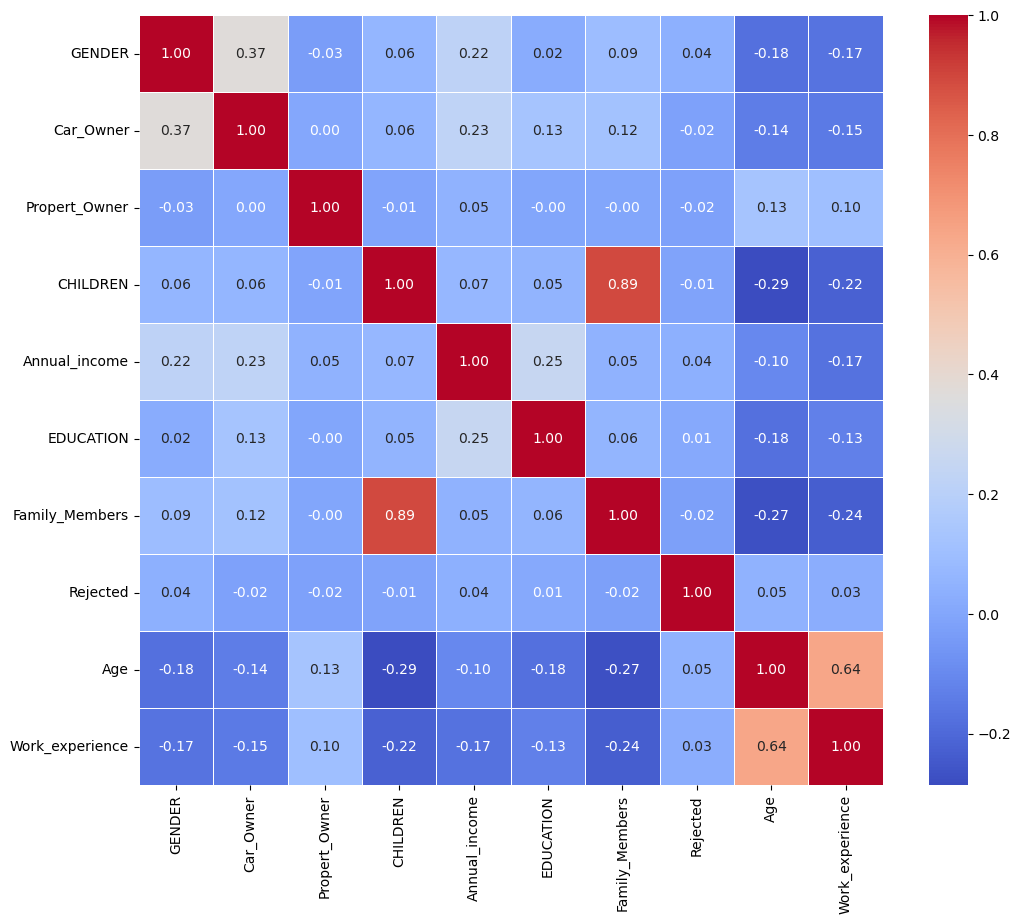 GENDER 1.00 0.37 -0.03 0.06 0.22 0.02 0.09 0.04 -0.18 -0.17
Car_Owner 0.37 1.00 0.00 0.06 0.23 0.13 0.12 -0.02 -0.14 -0.15
Propert_Owner -0.03 0.00 1.00 -0.01 0.05 -0.00 -0.00 -0.02 0.13 0.10
CHILDREN 0.06 0.06 -0.01 1.00 0.07 0.05 0.89 -0.01 -0.29 -0.22
Annual_income 0.22 0.23 0.05 0.07 1.00 0.25 0.05 0.04 -0.10 -0.17
EDUCATION 0.02 0.13 -0.00 0.05 0.25 1.00 0.06 0.01 -0.18 -0.13
Family_Members 0.09 0.12 -0.00 0.89 0.05 0.06 1.00 -0.02 -0.27 -0.24
Rejected 0.04 -0.02 -0.02 -0.01 0.04 0.01 -0.02 1.00 0.05 0.03
Age -0.18 -0.14 0.13 -0.29 -0.10 -0.18 -0.27 0.05 1.00 0.64
Work_experience -0.17 -0.15 0.10 -0.22 -0.17 -0.13 -0.24 0.03 0.64 1.00
GENDER
Car_Owner
Propert_Owner
CHILDREN
Annual_income
EDUCATION
Family_Members
Rejected
Age
Work_experience
1.0
0.8
0.6
0.4
0.2
0.0
−0.2